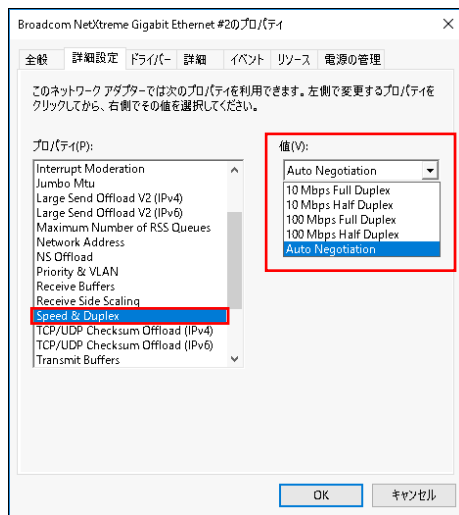 Broadcom NetXtreme Gigabit Ethernet #2のプロパティ
全般 詳細設定 ドライバー 詳細 イベント リソース 電源の管理
このネットワーク アダプターでは次のプロパティを利用できます。左側で変更するプロパティを
クリックしてから、右側でその値を選択してください。
プロパティ(P):
Interrupt Moderation
Jumbo Mtu
Large Send Offload V2 (IPv4)
Large Send Offload V2 (IPv6)
Maximum Number of RSS Queues
Network Address
NS Offload
Priority & VLAN
Receive Buffers
Receive Side Scaling
Speed & Duplex
TCP/UDP Checksum Offload (IPv4)
TCP/UDP Checksum Offload (IPv6)
Transmit Buffers
値(V):
Auto Negotiation
10 Mbps Full Duplex
10 Mbps Half Duplex
100 Mbps Full Duplex
100 Mbps Half Duplex
Auto Negotiation
OK キャンセル